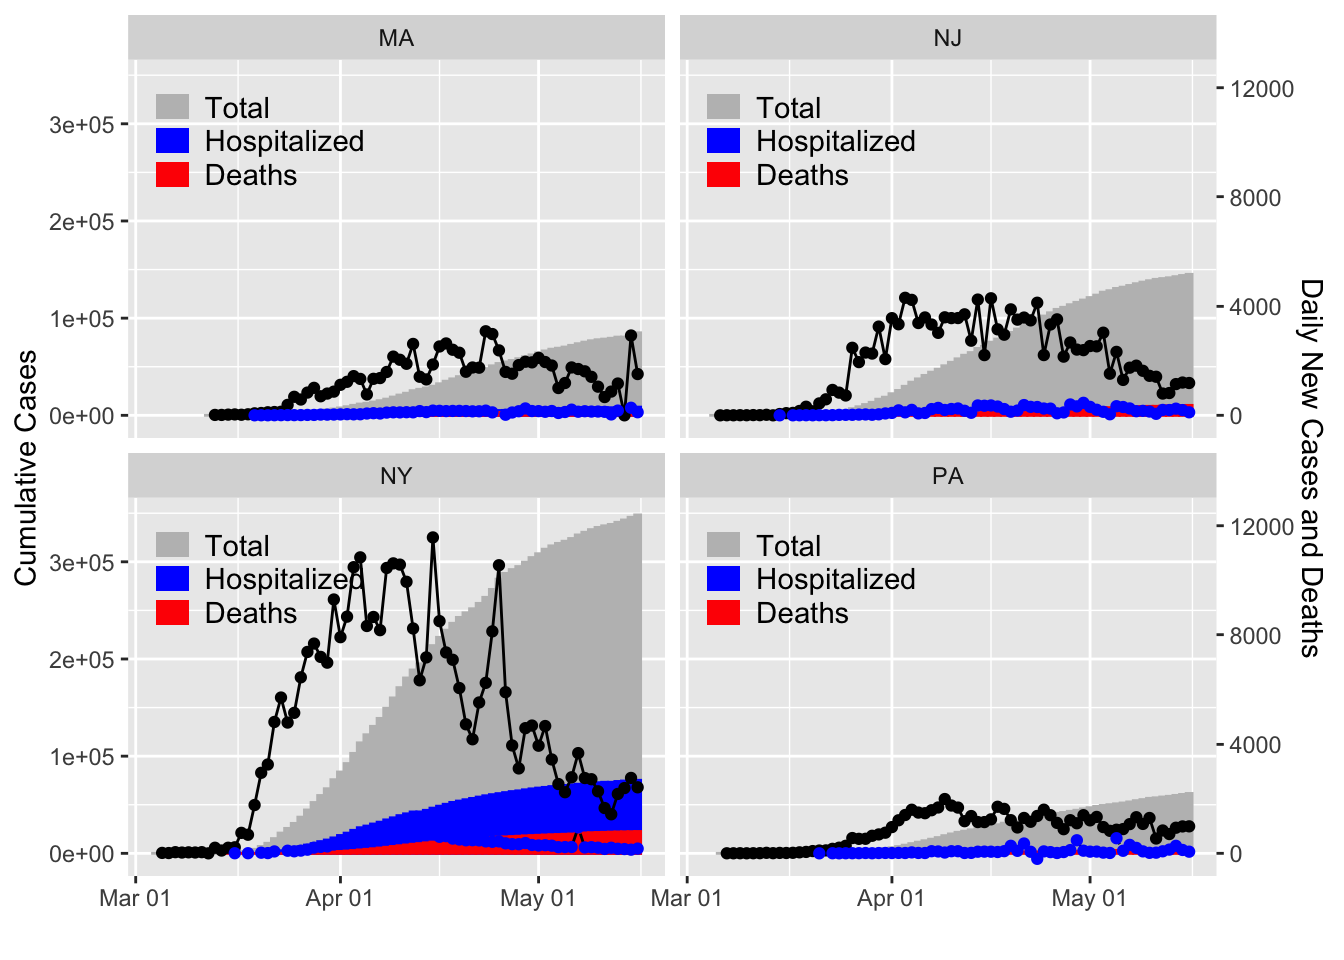 MA
NJ
Total
Hospitalized
Deaths
Total
Hospitalized
Deaths
3e+05
2e+05
1e+05
0e+00
12000
8000
4000
0
Cumulative Cases
Daily New Cases and Deaths
NY
PA
Total
Hospitalized
Deaths
Total
Hospitalized
Deaths
3e+05
2e+05
1e+05
0e+00
12000
8000
4000
0
Mar 01
Apr 01
May 01
Mar 01
Apr 01
May 01